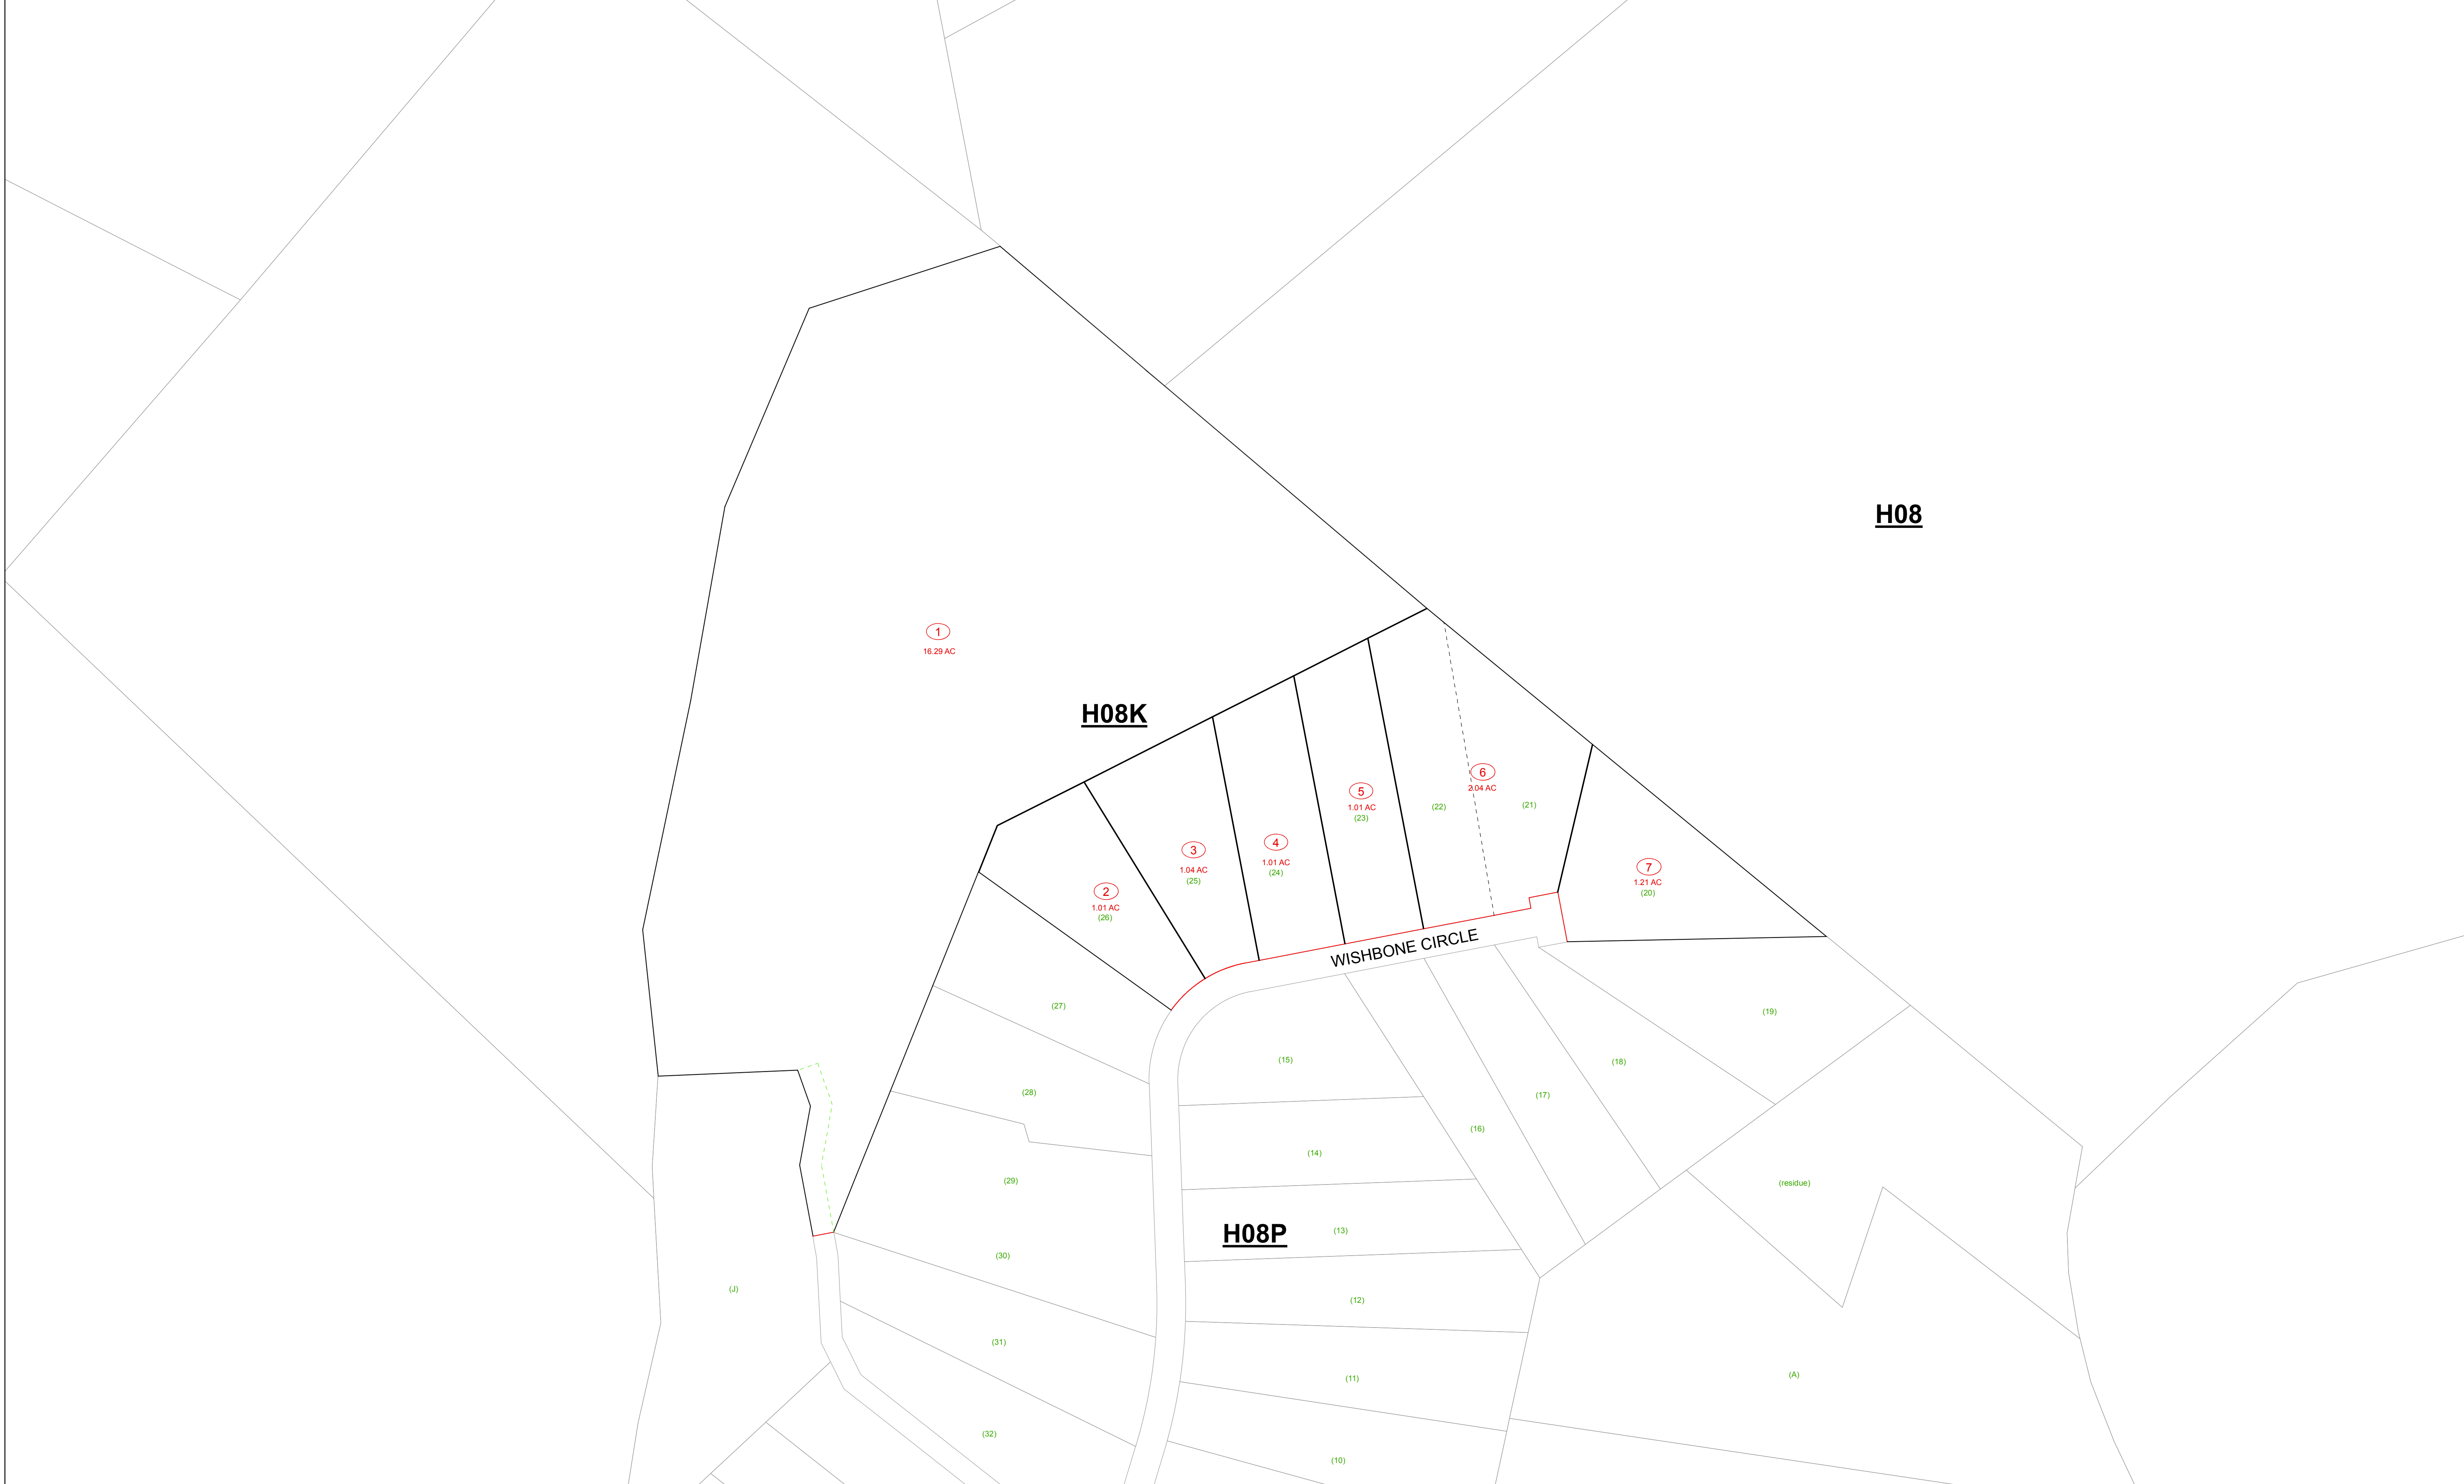 H08
1
16.29 AC
H08K
6
2.04 AC
5
1.01 AC
(23)
(22)
(21)
4
1.01 AC
(24)
3
1.04 AC
(25)
7
1.21 AC
(20)
2
1.01 AC
(26)
WISHBONE CIRCLE
(27)
(19)
(15)
(18)
(28)
(17)
(16)
(14)
(29)
(residue)
(13)
H08P
(30)
(J)
(12)
(31)
(11)
(A)
(32)
(10)